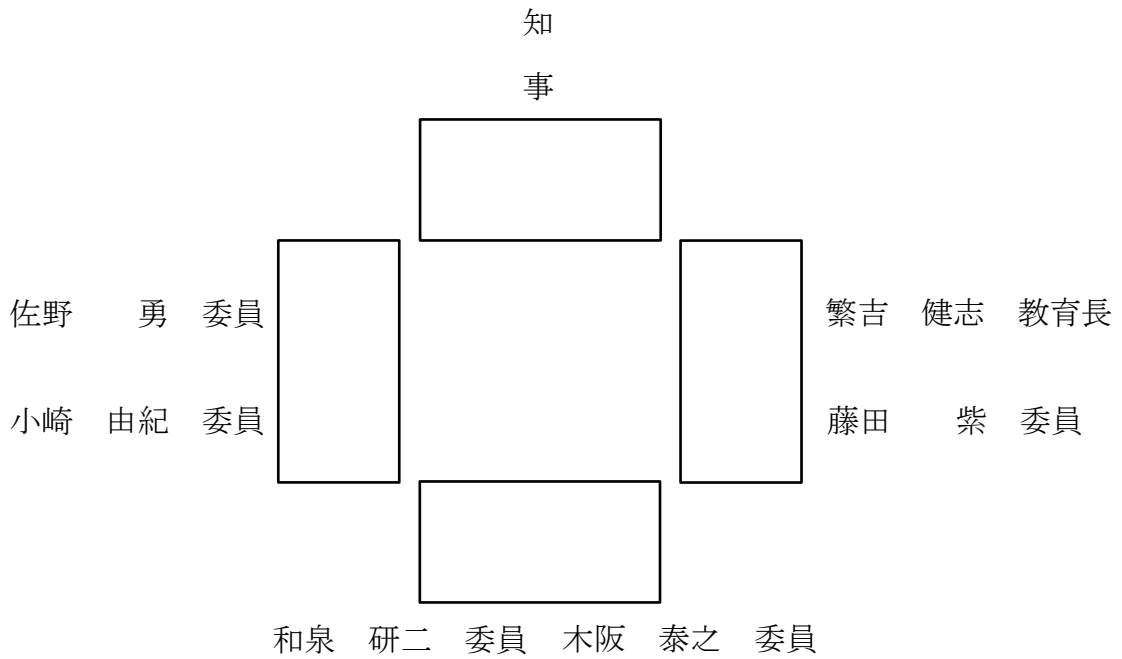 知
事
佐野　　勇　委員
繁吉　健志　教育長
小崎　由紀　委員
藤田　　紫　委員
和泉　研二　委員　木阪　泰之　委員